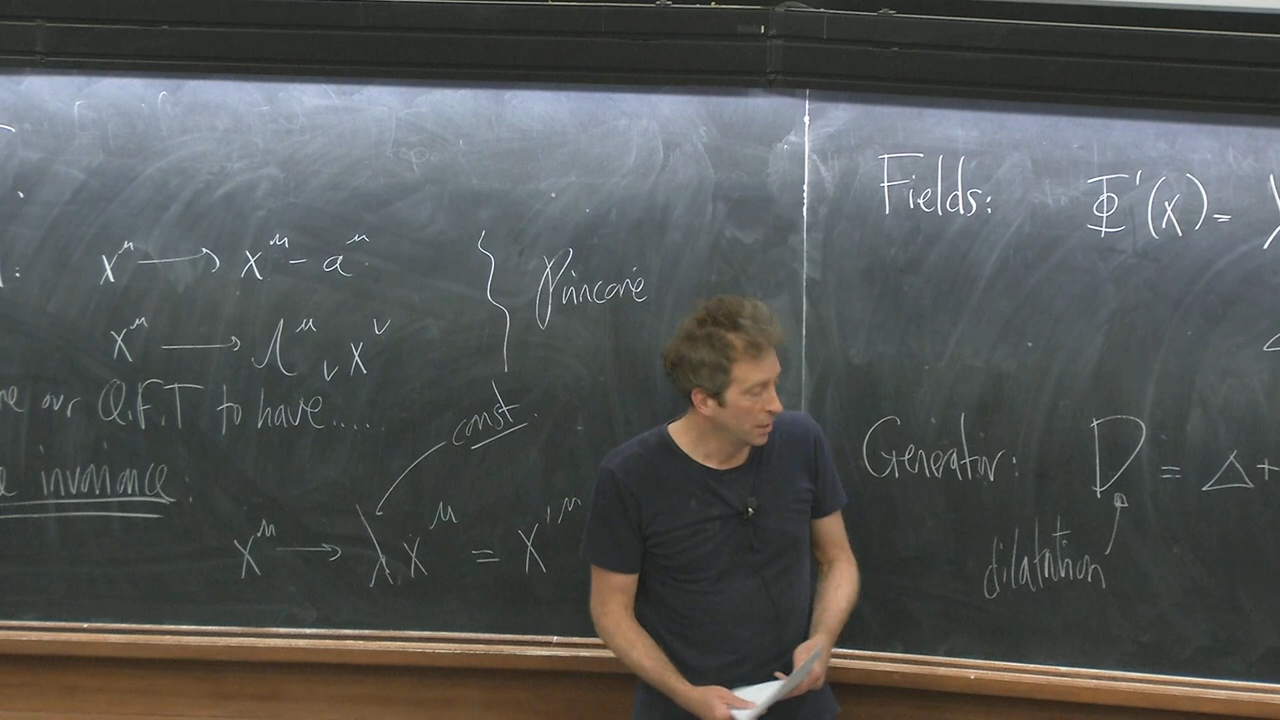 x^μ → x^μ - a^μ
x^μ → Λ^μ_ν x^ν
Poincaré
our Q.F.T to have.....
const.
invariance:
x^μ → λ x^μ = x'^μ
Fields: Φ'(x) = λ
Generator: D = Δ +
dilatation